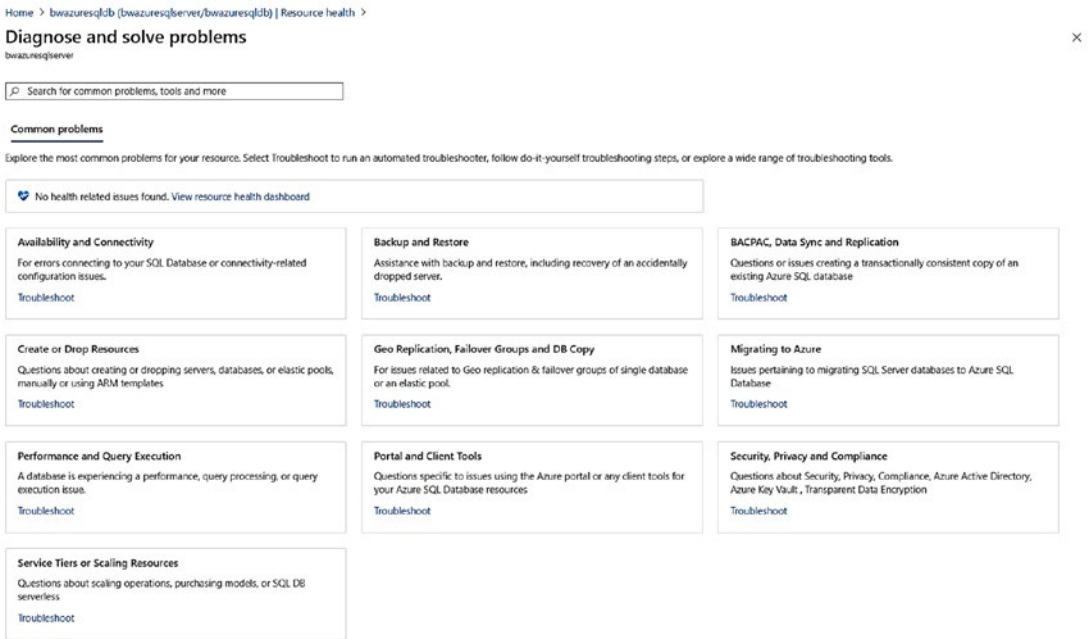 Home > bwazuresqldb (bwazuresqlserver/bwazuresqldb) | Resource health >
Diagnose and solve problems
bwazuresqlserver
Search for common problems, tools and more
Common problems
Explore the most common problems for your resource. Select Troubleshoot to run an automated troubleshooter, follow do-it-yourself troubleshooting steps, or explore a wide range of troubleshooting tools.
No health related issues found. View resource health dashboard
Availability and Connectivity
For errors connecting to your SQL Database or connectivity-related
configuration issues.
Troubleshoot
Backup and Restore
Assistance with backup and restore, including recovery of an accidentally
dropped server.
Troubleshoot
BACPAC, Data Sync and Replication
Questions or issues creating a transactionally consistent copy of an
existing Azure SQL database
Troubleshoot
Create or Drop Resources
Questions about creating or dropping servers, databases, or elastic pools,
manually or using ARM templates
Troubleshoot
Geo Replication, Failover Groups and DB Copy
For issues related to Geo replication & failover groups of single database
or an elastic pool.
Troubleshoot
Migrating to Azure
Issues pertaining to migrating SQL Server databases to Azure SQL
Database
Troubleshoot
Performance and Query Execution
A database is experiencing a performance, query processing, or query
execution issue.
Troubleshoot
Portal and Client Tools
Questions specific to issues using the Azure portal or any client tools for
your Azure SQL Database resources
Troubleshoot
Security, Privacy and Compliance
Questions about Security, Privacy, Compliance, Azure Active Directory,
Azure Key Vault , Transparent Data Encryption
Troubleshoot
Service Tiers or Scaling Resources
Questions about scaling operations, purchasing models, or SQL DB
serverless
Troubleshoot